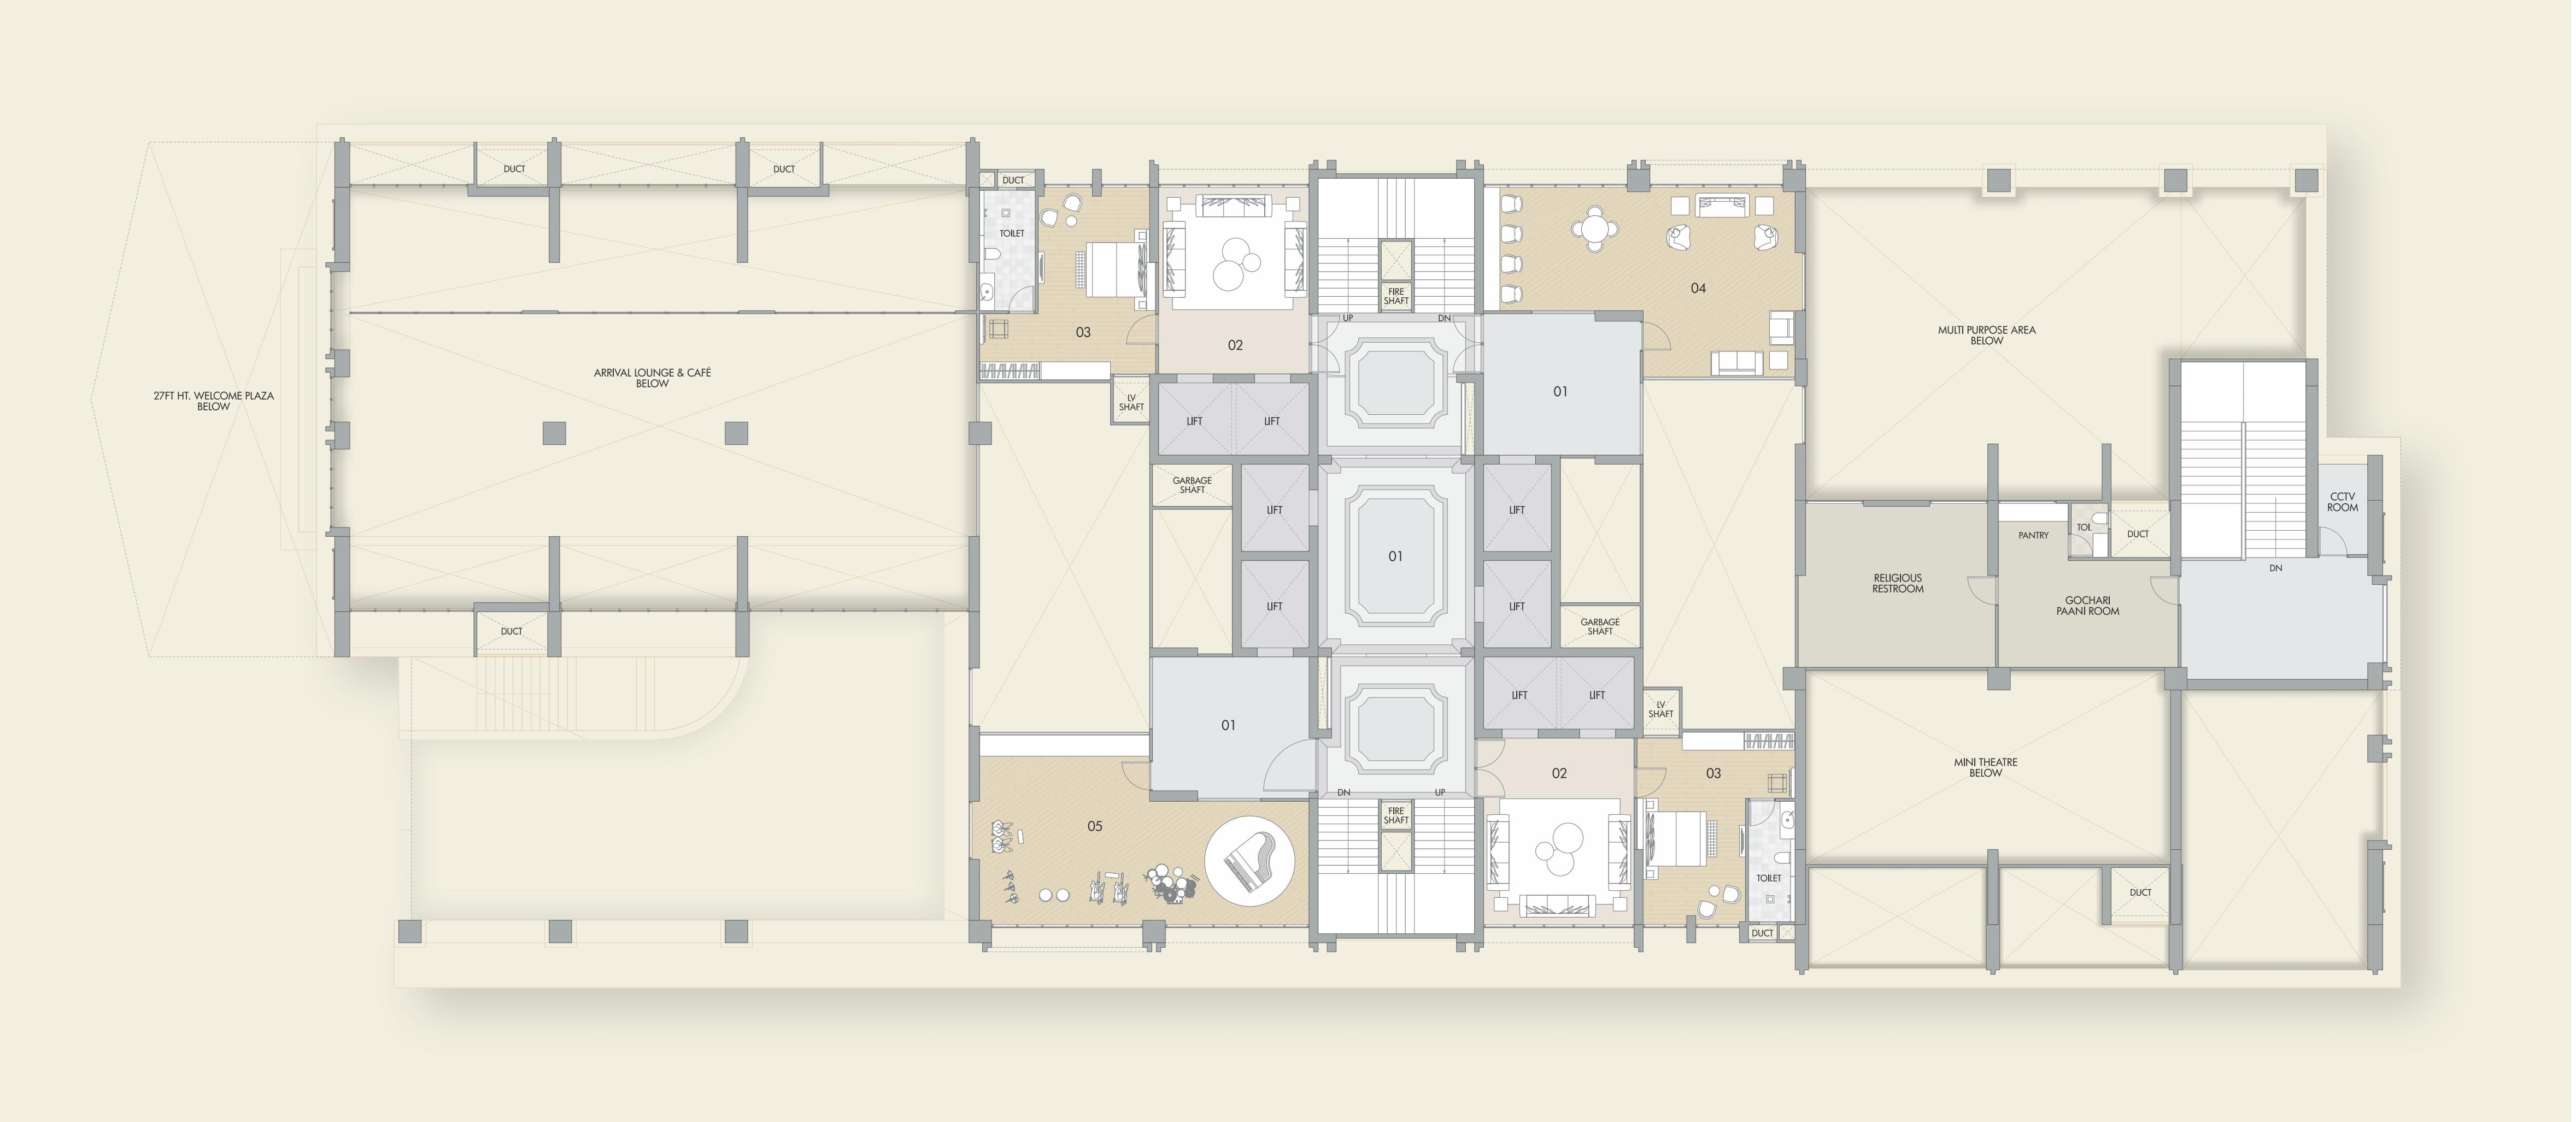 DUCT
DUCT
DUCT
TOILET
03
02
FIRE
SHAFT
UP
DN
04
01
MULTI PURPOSE AREA
BELOW
27FT HT. WELCOME PLAZA
BELOW
ARRIVAL LOUNGE & CAFÉ
BELOW
LV
SHAFT
LIFT
LIFT
GARBAGE
SHAFT
LIFT
LIFT
01
LIFT
LIFT
GARBAGE
SHAFT
CCTV
ROOM
PANTRY
TOI.
DUCT
DN
RELIGIOUS
RESTROOM
GOCHARI
PAANI ROOM
DUCT
01
LIFT
LIFT
LV
SHAFT
02
03
MINI THEATRE
BELOW
DN
UP
FIRE
SHAFT
05
TOILET
DUCT
DUCT